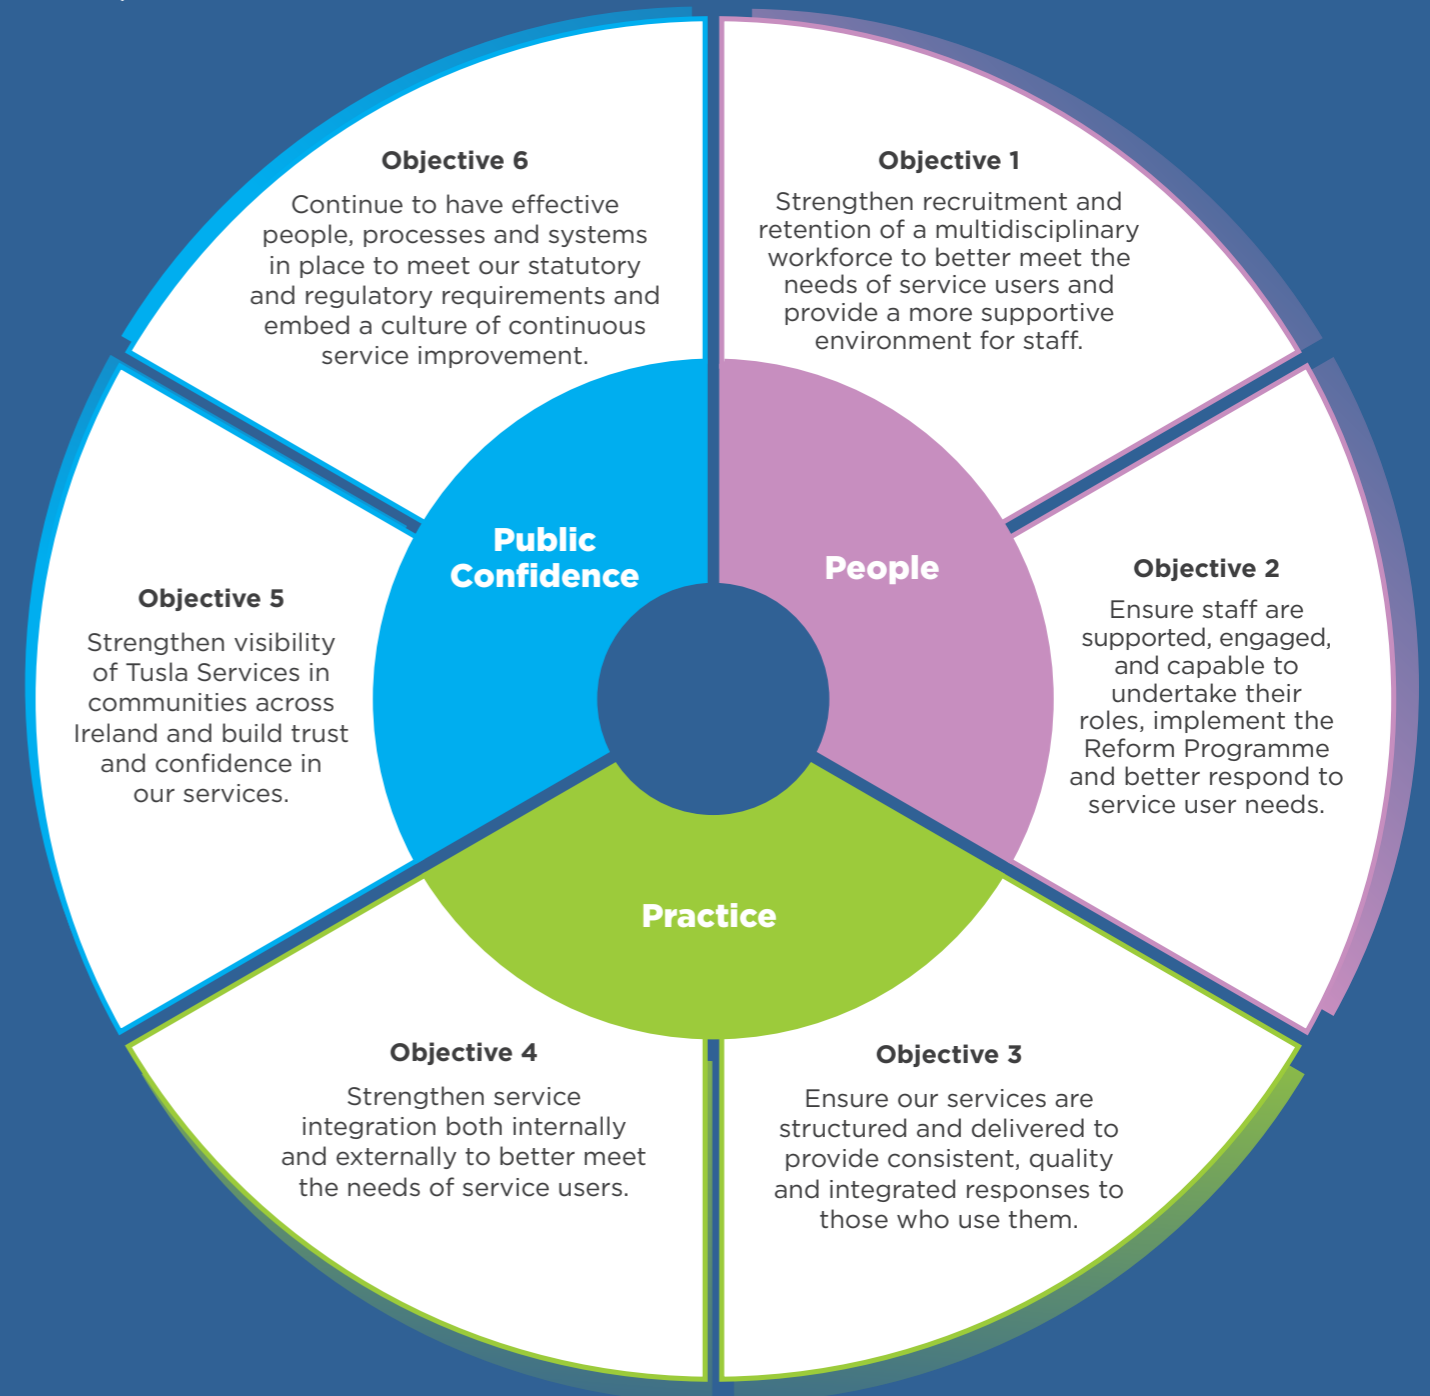 Objective 1
Strengthen recruitment and
retention of a multidisciplinary
workforce to better meet the
needs of service users and
provide a more supportive
environment for staff.
Objective 2
Ensure staff are
supported, engaged,
and capable to
undertake their
roles, implement the
Reform Programme
and better respond to
service user needs.
Objective 3
Ensure our services are
structured and delivered to
provide consistent, quality
and integrated responses to
those who use them.
Objective 4
Strengthen service
integration both internally
and externally to better meet
the needs of service users.
Objective 5
Strengthen visibility
of Tusla Services in
communities across
Ireland and build trust
and confidence in
our services.
Objective 6
Continue to have effective
people, processes and systems
in place to meet our statutory
and regulatory requirements and
embed a culture of continuous
service improvement.
Public
Confidence
People
Practice